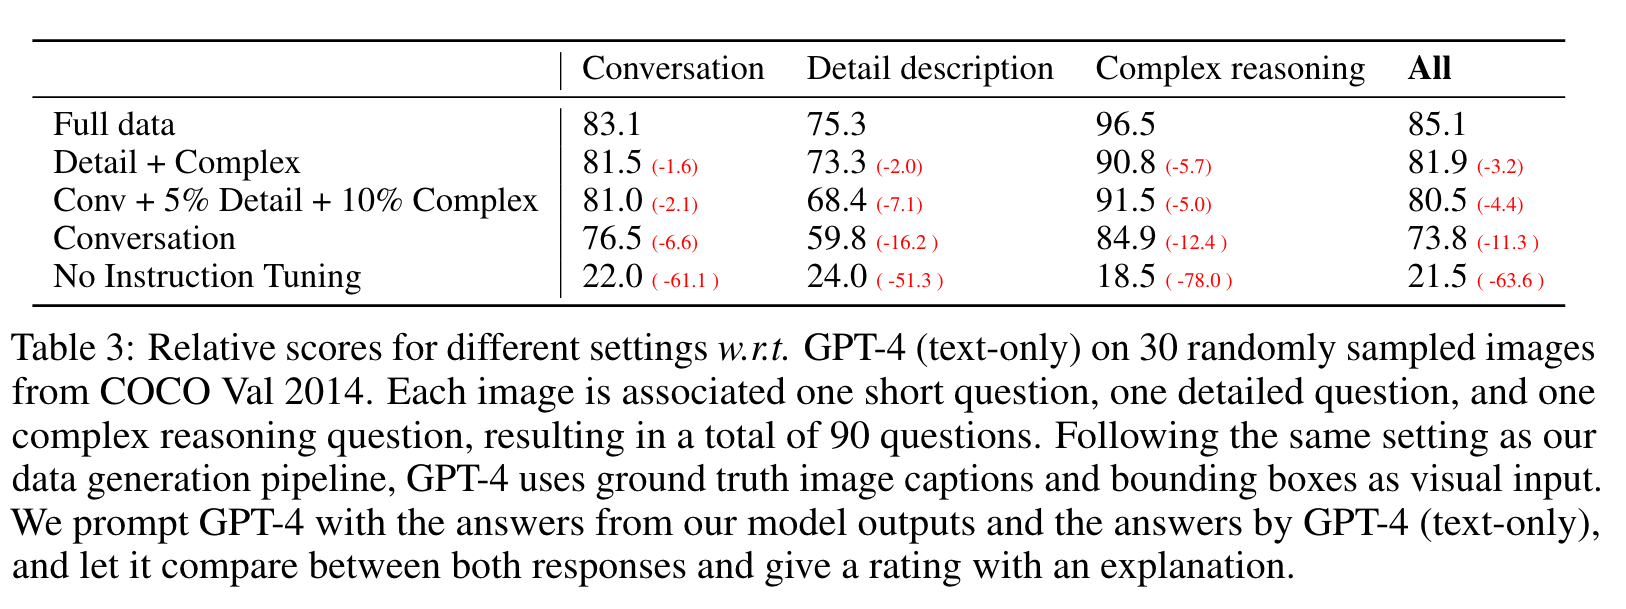 Conversation Detail description Complex reasoning All
Full data 83.1 75.3 96.5 85.1
Detail + Complex 81.5 (-1.6) 73.3 (-2.0) 90.8 (-5.7) 81.9 (-3.2)
Conv + 5% Detail + 10% Complex 81.0 (-2.1) 68.4 (-7.1) 91.5 (-5.0) 80.5 (-4.4)
Conversation 76.5 (-6.6) 59.8 (-16.2 ) 84.9 (-12.4 ) 73.8 (-11.3 )
No Instruction Tuning 22.0 ( -61.1 ) 24.0 ( -51.3 ) 18.5 ( -78.0 ) 21.5 ( -63.6 )
Table 3: Relative scores for different settings w.r.t. GPT-4 (text-only) on 30 randomly sampled images
from COCO Val 2014. Each image is associated one short question, one detailed question, and one
complex reasoning question, resulting in a total of 90 questions. Following the same setting as our
data generation pipeline, GPT-4 uses ground truth image captions and bounding boxes as visual input.
We prompt GPT-4 with the answers from our model outputs and the answers by GPT-4 (text-only),
and let it compare between both responses and give a rating with an explanation.